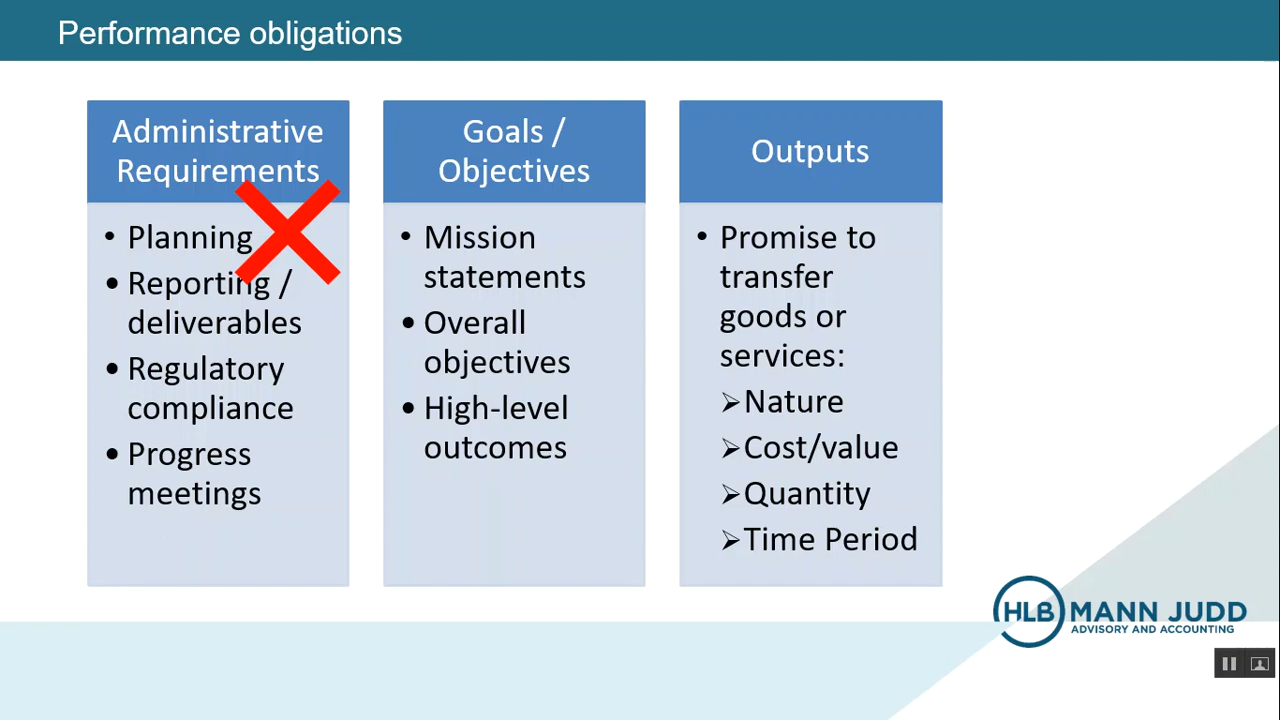 Performance obligations
Administrative
Requirements
• Planning
• Reporting /
deliverables
• Regulatory
compliance
• Progress
meetings
Goals /
Objectives
• Mission
statements
• Overall
objectives
• High-level
outcomes
Outputs
• Promise to
transfer
goods or
services:
➢Nature
➢Cost/value
➢Quantity
➢Time Period
HLB MANN JUDD
ADVISORY AND ACCOUNTING